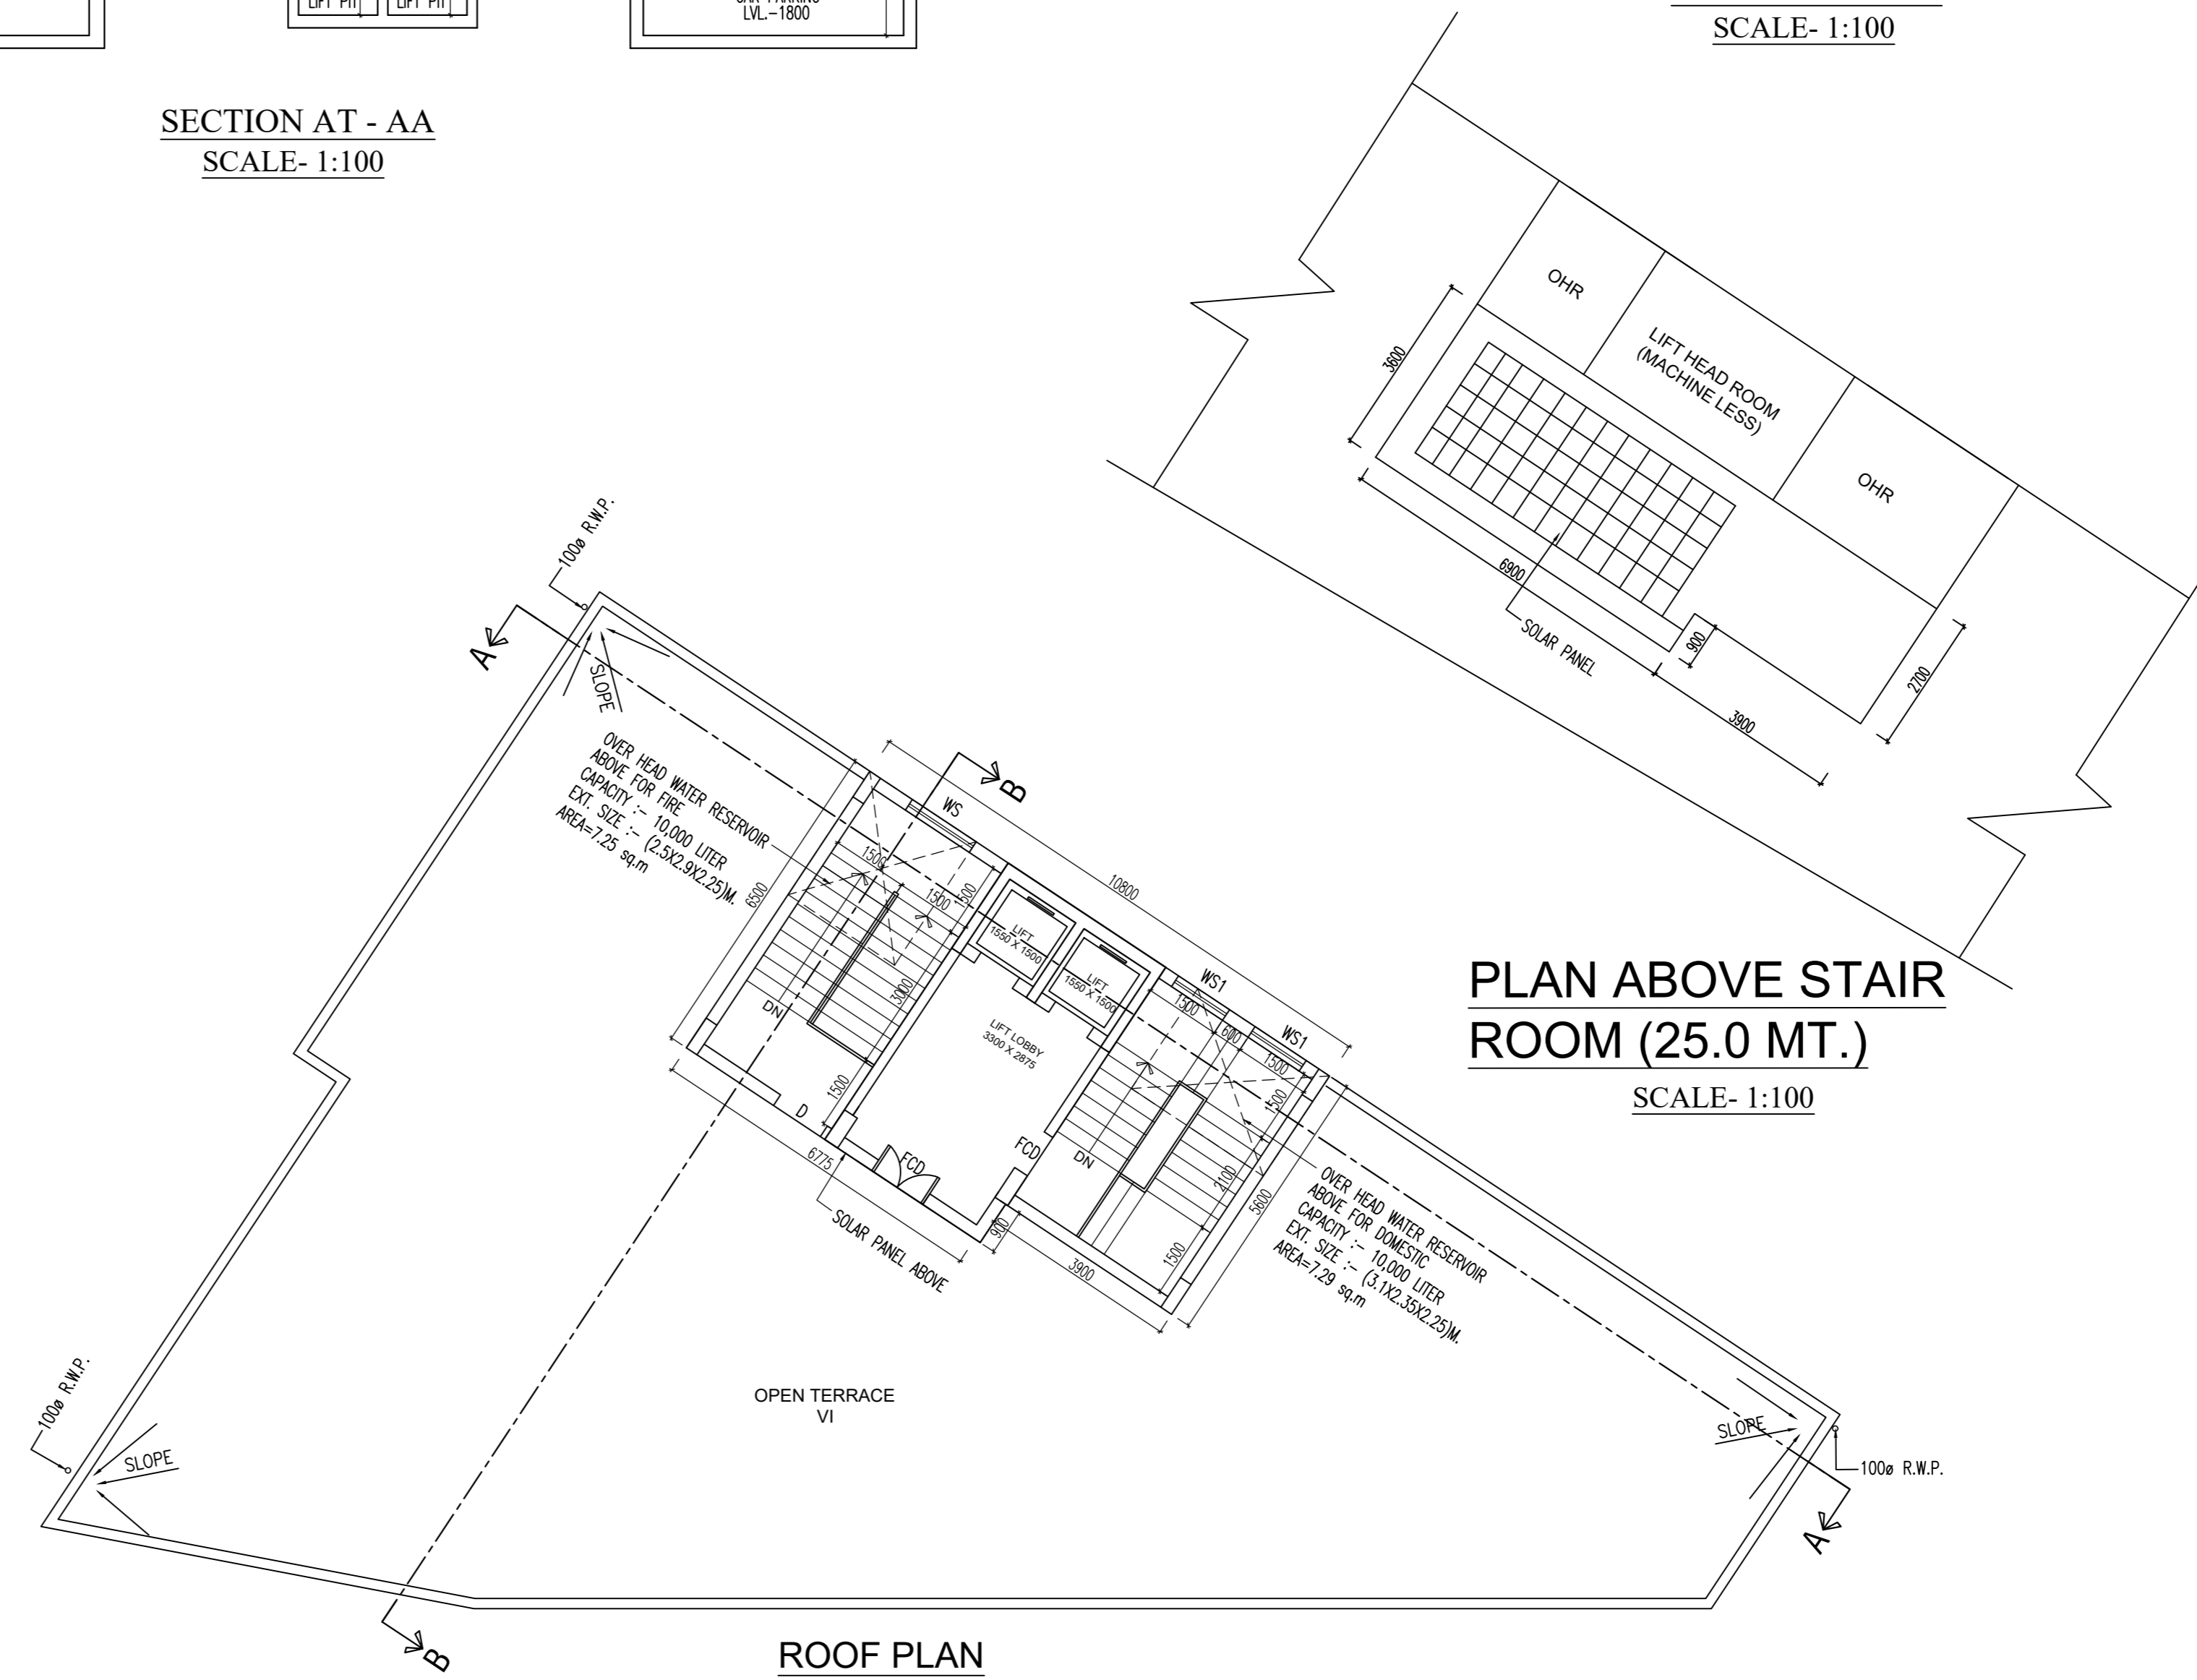 LIFT PIT
LIFT PIT
CAR PARKING
LVL.-1800
SCALE- 1:100
SECTION AT - AA
SCALE- 1:100
OHR
LIFT HEAD ROOM
(MACHINE LESS)
OHR
3600
6900
SOLAR PANEL
900
3900
2700
PLAN ABOVE STAIR
ROOM (25.0 MT.)
SCALE- 1:100
100ø R.W.P.
A
SLOPE
OVER HEAD WATER RESERVOIR
ABOVE FOR FIRE
CAPACITY :- 10,000 LITER
EXT. SIZE :- (2.5X2.9X2.25)M.
AREA=7.25 sq.m
B
WS
10800
6500
1500
1500
1500
LIFT
1550 X 1500
LIFT
1550 X 1500
WS1
WS1
3000
DN
LIFT LOBBY
3300 X 2875
1500
600
1500
1500
1500
D
FCD
FCD
DN
2100
5600
6775
SOLAR PANEL ABOVE
900
3900
1500
OVER HEAD WATER RESERVOIR
ABOVE FOR DOMESTIC
CAPACITY :- 10,000 LITER
EXT. SIZE :- (3.1X2.35X2.25)M.
AREA=7.29 sq.m
100ø R.W.P.
SLOPE
OPEN TERRACE
VI
SLOPE
100ø R.W.P.
A
B
ROOF PLAN